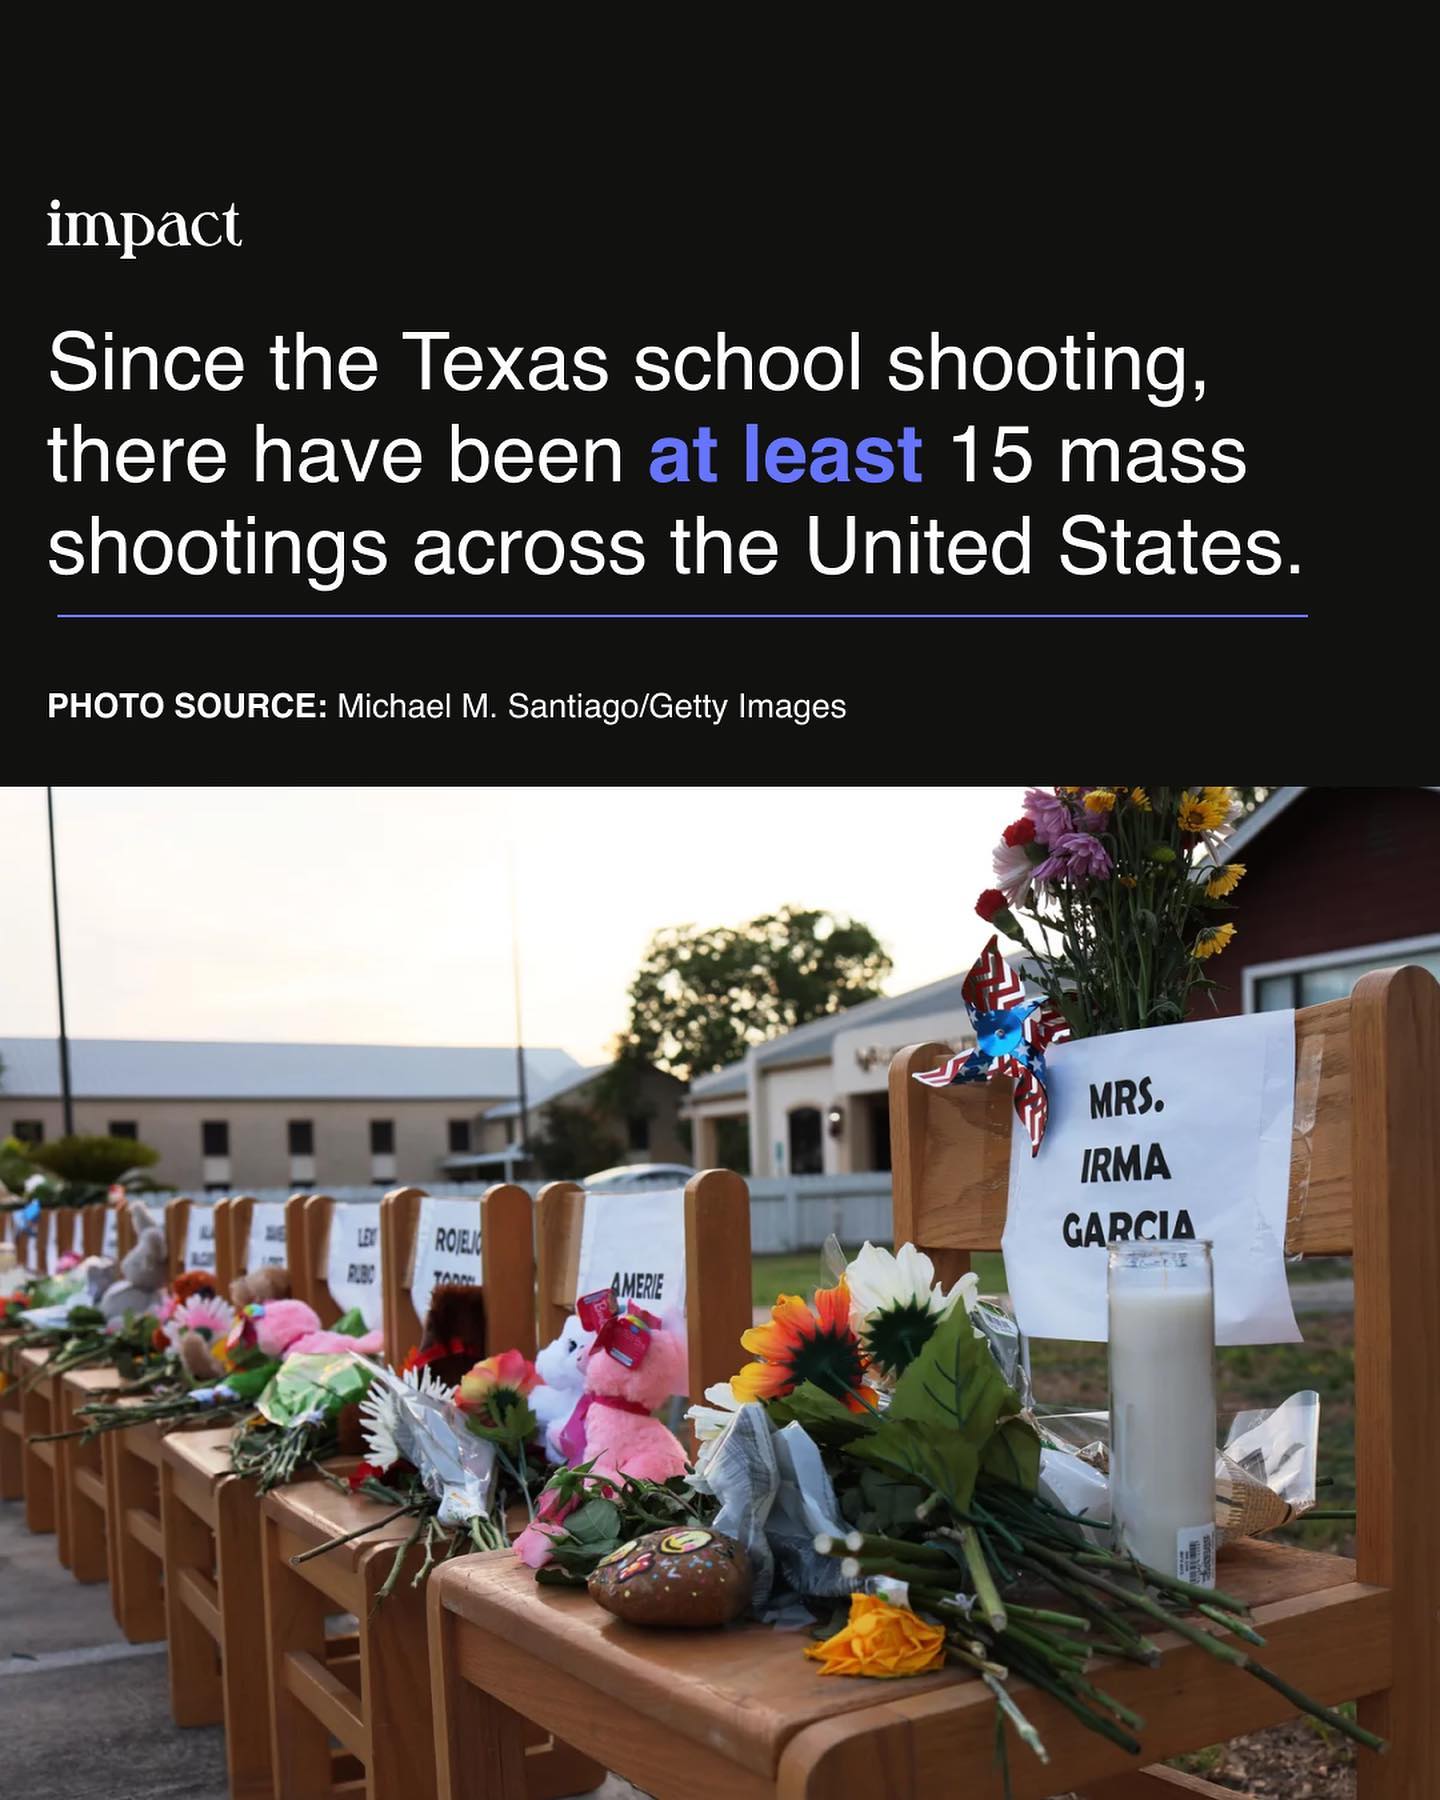 impact
Since the Texas school shooting,
there have been at least 15 mass
shootings across the United States.
PHOTO SOURCE: Michael M. Santiago/Getty Images
MRS.
IRMA
GARCIA
AMERIE
ROJELIO
LEXI
RUBIO